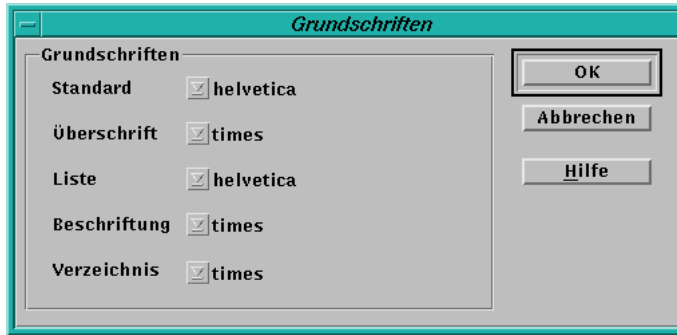 Grundschriften
Grundschriften
Standard helvetica
Überschrift times
Liste helvetica
Beschriftung times
Verzeichnis times
OK
Abbrechen
Hilfe